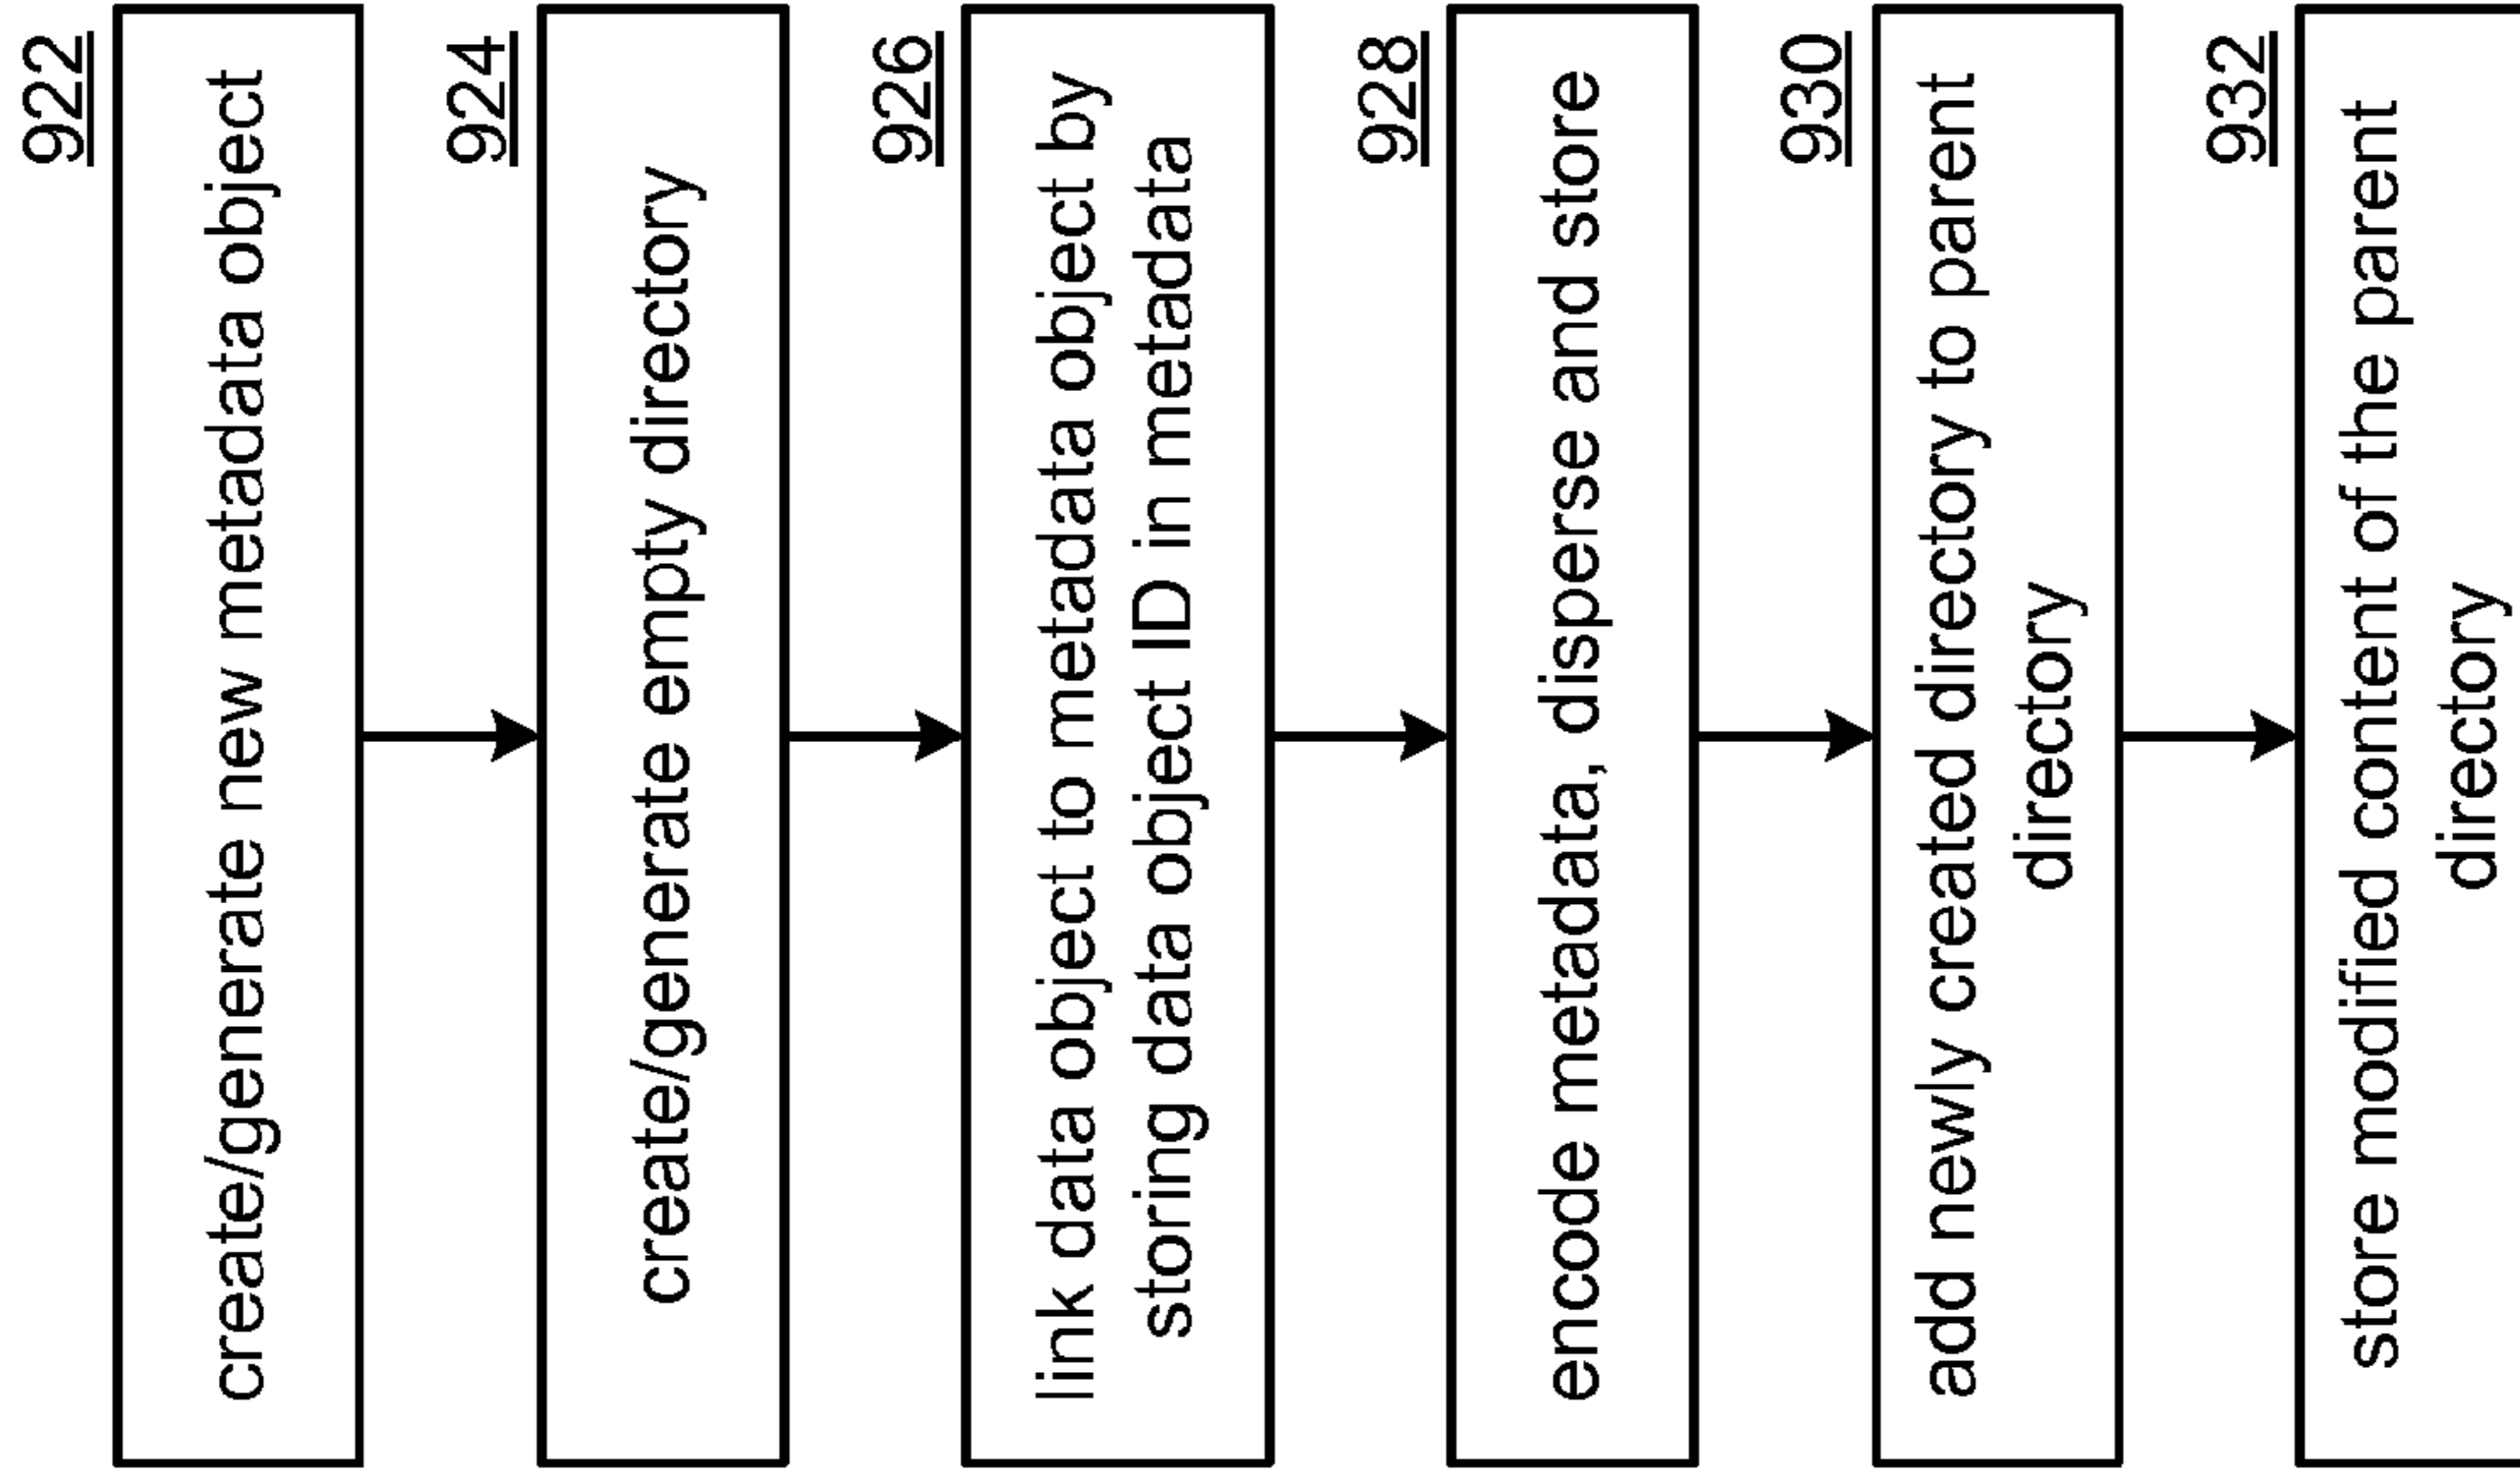 922
create/generate new metadata object
924
create/generate empty directory
926
link data object to metadata object by
storing data object ID in metadata
928
encode metadata, disperse and store
930
add newly created directory to parent
directory
932
store modified content of the parent
directory